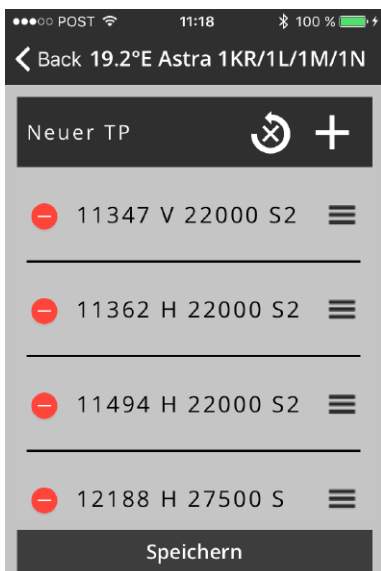 POST 11:18 100 %
Back 19.2°E Astra 1KR/1L/1M/1N
Neuer TP
11347 V 22000 S2
11362 H 22000 S2
11494 H 22000 S2
12188 H 27500 S
Speichern